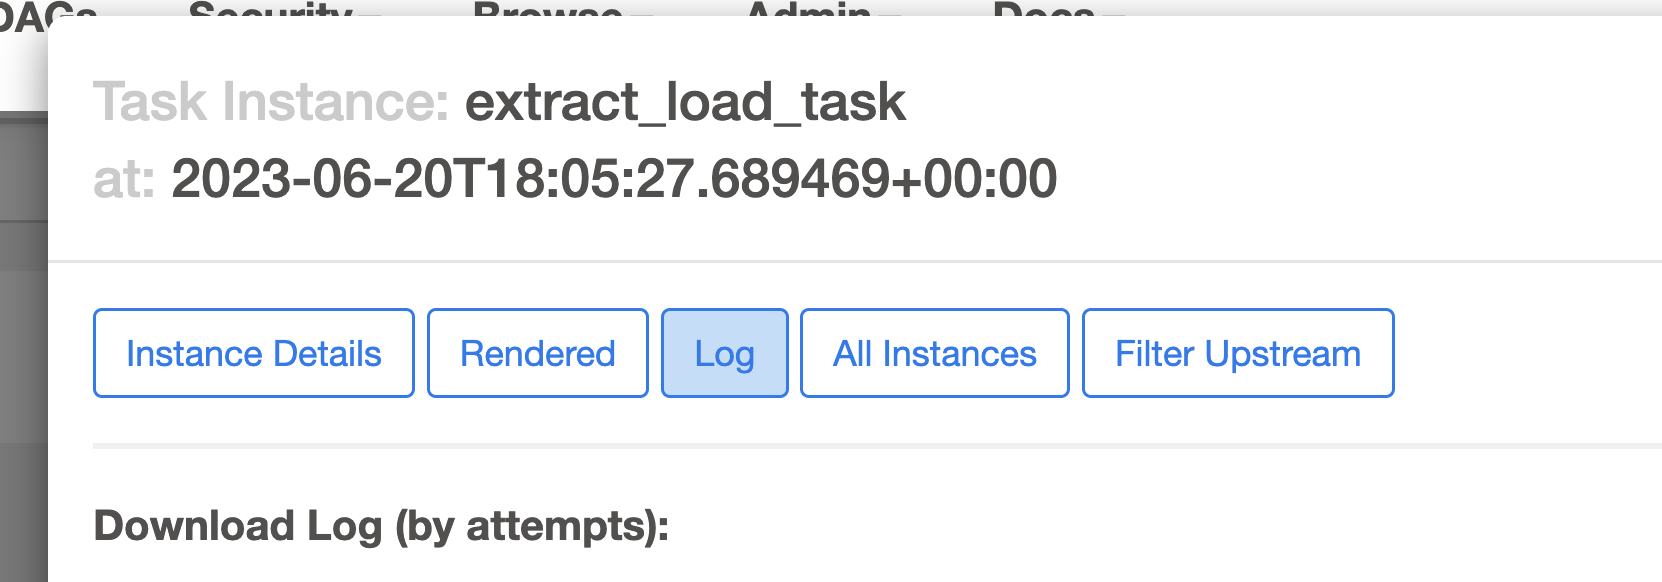 DAGs Security Browse Admin Docs
Task Instance: extract_load_task
at: 2023-06-20T18:05:27.689469+00:00
Instance Details Rendered Log All Instances Filter Upstream
Download Log (by attempts):